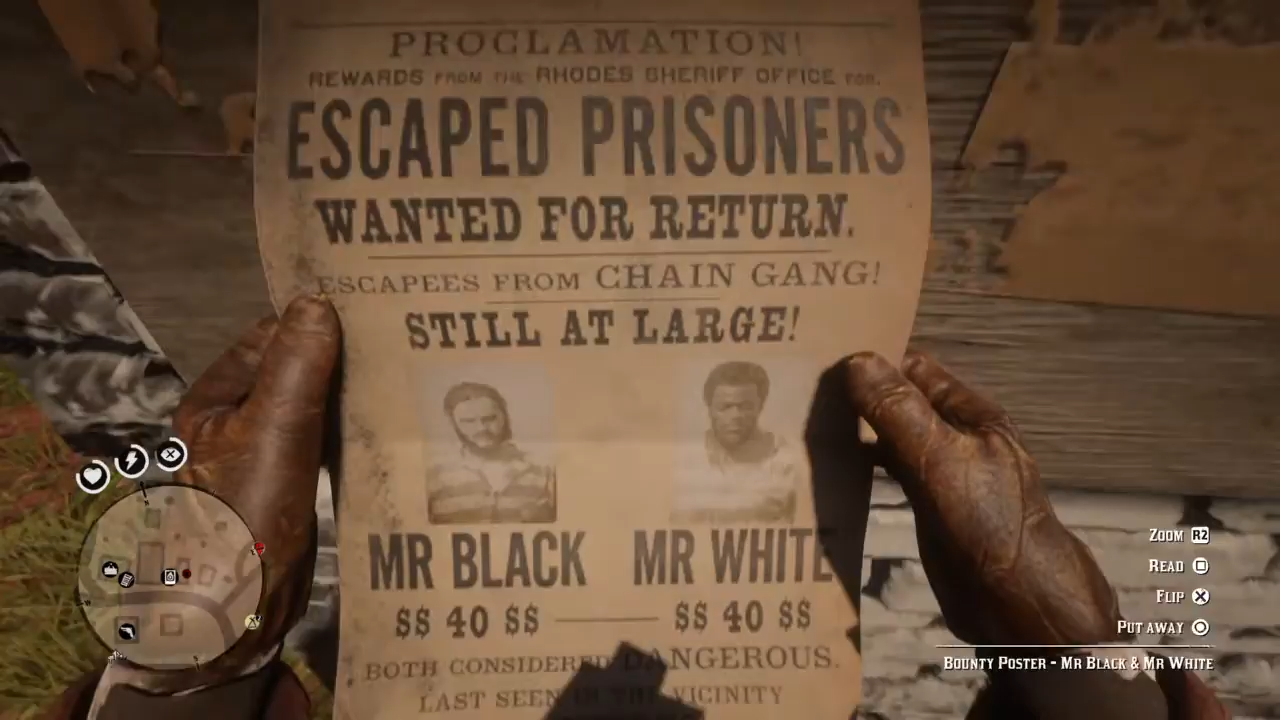 PROCLAMATION!
REWARDS FROM THE RHODES SHERIFF OFFICE FOR.
ESCAPED PRISONERS
WANTED FOR RETURN.
ESCAPEES FROM CHAIN GANG!
STILL AT LARGE!
MR BLACK MR WHITE
$$ 40 $$ $$ 40 $$
BOTH CONSIDERED DANGEROUS.
LAST SEEN IN THE VICINITY
ZOOM R2
READ
FLIP
PUT AWAY
BOUNTY POSTER - MR BLACK & MR WHITE